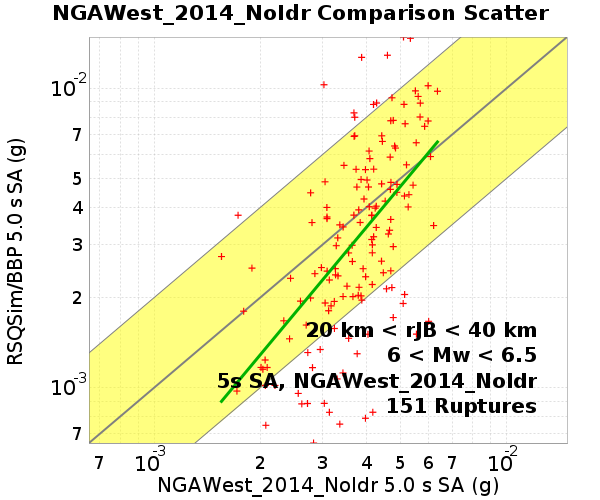 NGAWest_2014_NoIdr Comparison Scatter
RSQSim/BBP 5.0 s SA (g)
10-2
7
5
4
3
2
10-3
7
20 km < rJB < 40 km
6 < Mw < 6.5
5s SA, NGAWest_2014_NoIdr
151 Ruptures
7 10-3 2 3 4 5 6 7 10-2
NGAWest_2014_NoIdr 5.0 s SA (g)